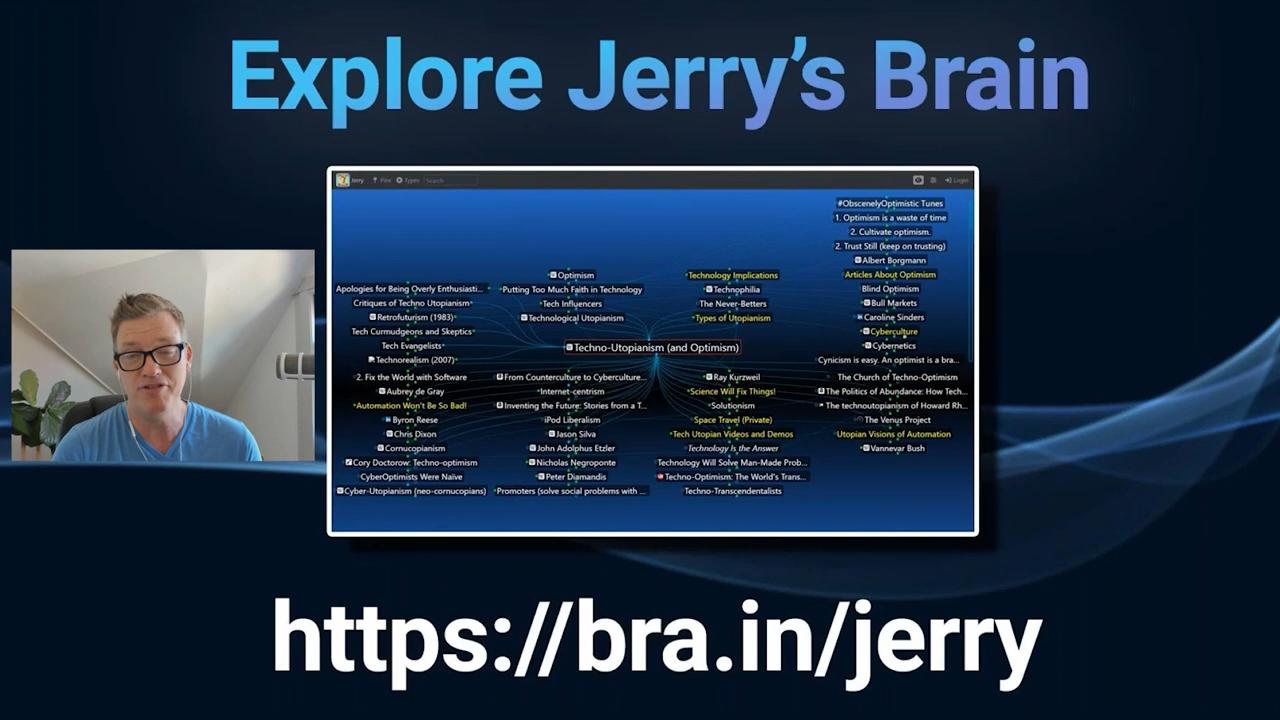 Explore Jerry's Brain
Jerry Pins Types Search Login
#ObscenelyOptimistic Tunes
1. Optimism is a waste of time
2. Cultivate optimism.
2. Trust Still (keep on trusting)
Albert Borgmann
Articles About Optimism
Blind Optimism
Bull Markets
Caroline Sinders
Cyberculture
Cybernetics
Cynicism is easy. An optimist is a bra...
Optimism
Putting Too Much Faith in Technology
Tech Influencers
Technological Utopianism
Technology Implications
Technophilia
The Never-Betters
Types of Utopianism
Apologies for Being Overly Enthusiasti...
Critiques of Techno Utopianism
Retrofuturism (1983)
Tech Curmudgeons and Skeptics
Tech Evangelists
Technorealism (2007)
Techno-Utopianism (and Optimism)
2. Fix the World with Software
Aubrey de Gray
Automation Won't Be So Bad!
Byron Reese
Chris Dixon
Cornucopianism
Cory Doctorow: Techno-optimism
CyberOptimists Were Naïve
Cyber-Utopianism (neo-cornucopians)
From Counterculture to Cyberculture...
Internet-centrism
Inventing the Future: Stories from a T...
iPod Liberalism
Jason Silva
John Adolphus Etzler
Nicholas Negroponte
Peter Diamandis
Promoters (solve social problems with ...
Ray Kurzweil
Science Will Fix Things!
Solutionism
Space Travel (Private)
Tech Utopian Videos and Demos
Technology Is the Answer
Technology Will Solve Man-Made Prob...
Techno-Optimism: The World's Trans...
Techno-Transcendentalists
The Church of Techno-Optimism
The Politics of Abundance: How Tech...
The technoutopianism of Howard Rh...
The Venus Project
Utopian Visions of Automation
Vannevar Bush
https://bra.in/jerry